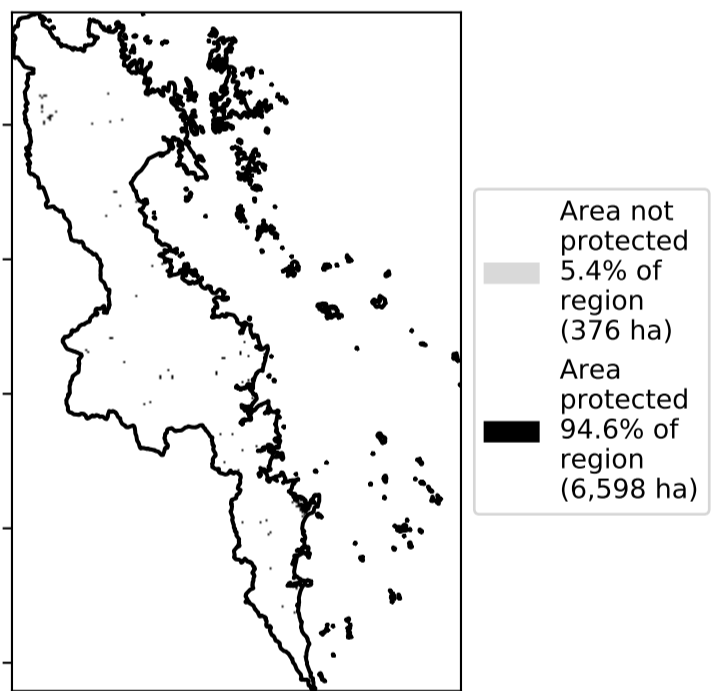 Area not
protected
5.4% of
region
(376 ha)
Area
protected
94.6% of
region
(6,598 ha)